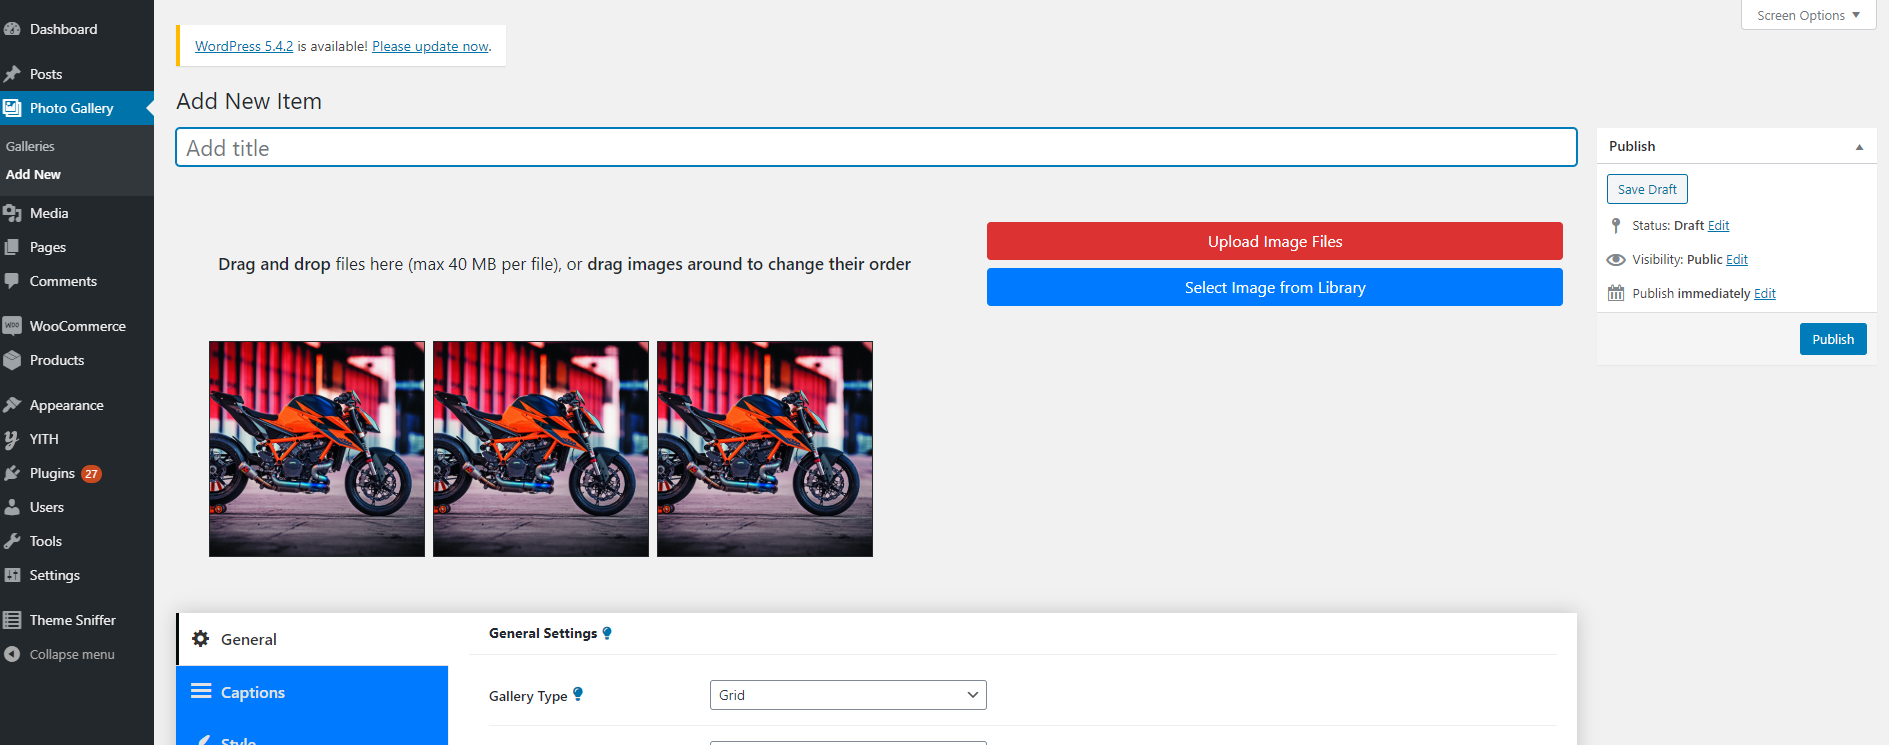 Dashboard
Posts
Photo Gallery
Galleries
Add New
Media
Pages
Comments
WooCommerce
Products
Appearance
YITH
Plugins 27
Users
Tools
Settings
Theme Sniffer
Collapse menu
Screen Options
WordPress 5.4.2 is available! Please update now.
Add New Item
Add title
Drag and drop files here (max 40 MB per file), or drag images around to change their order
Upload Image Files
Select Image from Library
Publish
Save Draft
Status: Draft Edit
Visibility: Public Edit
Publish immediately Edit
Publish
General
Captions
Style
General Settings
Gallery Type
Grid